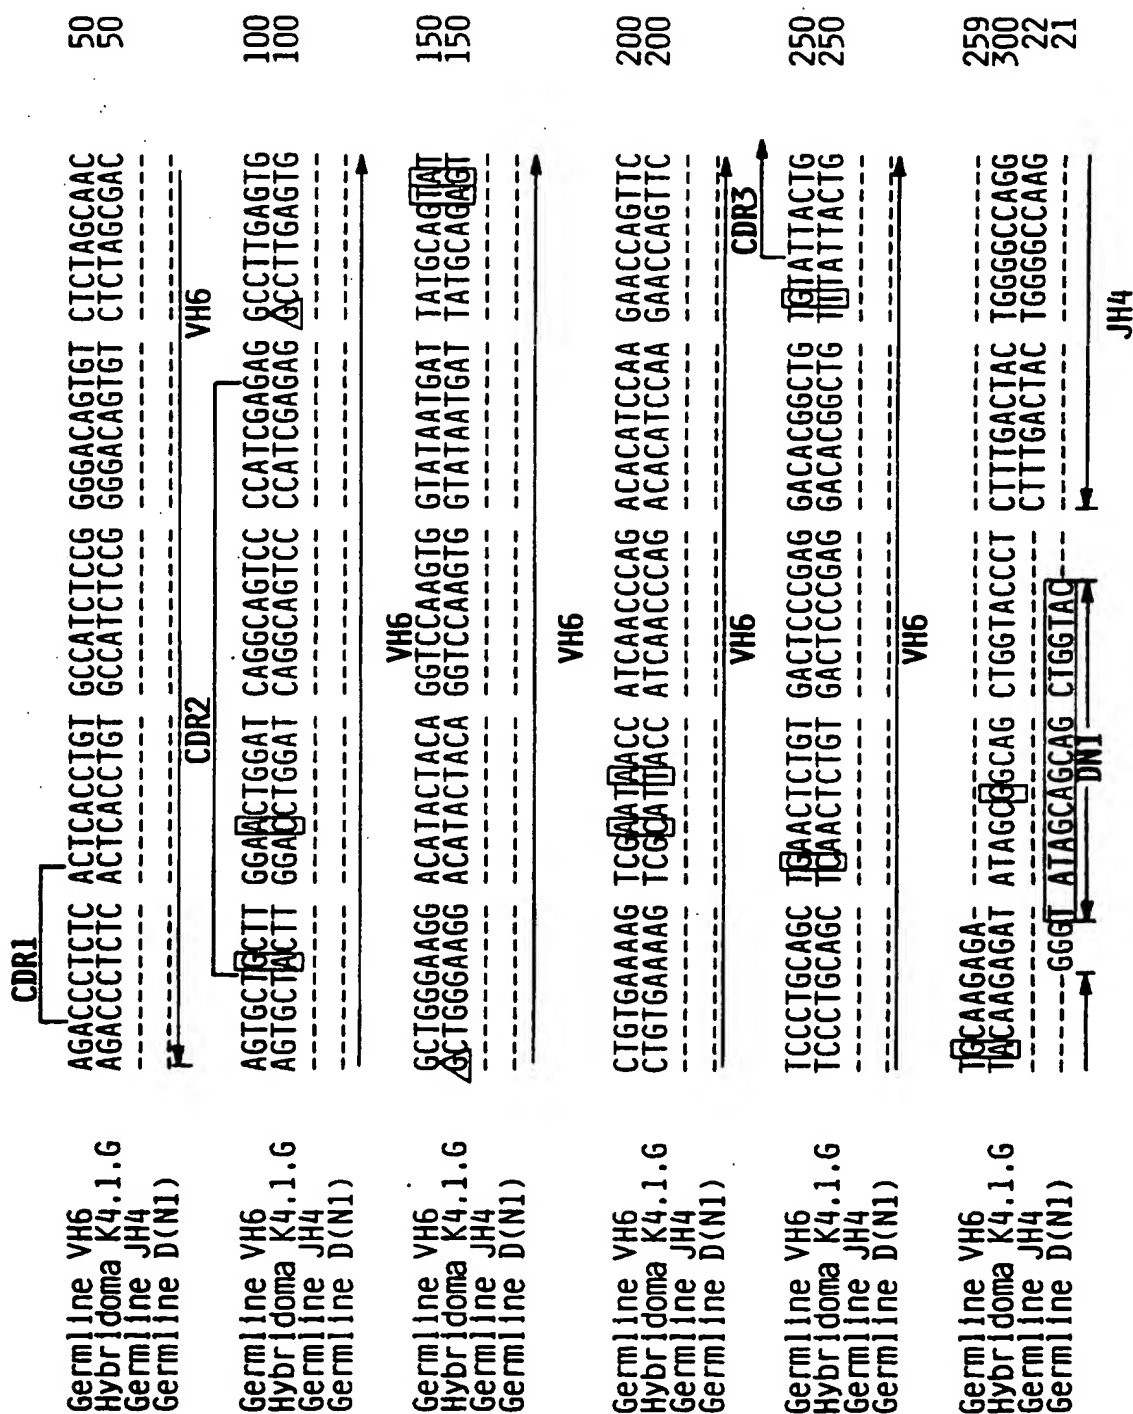 CDR1
Germline VH6 AGACCCTCTC ACTCACCTGT GCCATCTCCG GGGACAGTGT CTCTAGCAAC 50
Hybridoma K4.1.G AGACCCTCTC ACTCACCTGT GCCATCTCCG GGGACAGTGT CTCTAGCGAC 50
Germline JH4 ---------- ---------- ---------- ---------- ----------
Germline D(N1) ---------- ---------- ---------- ---------- ----------
VH6
CDR2
Germline VH6 AGTGCTGCTT GGAACTGGAT CAGGCAGTCC CCATCGAGAG GCCTTGAGTG 100
Hybridoma K4.1.G AGTGCTACTT GGACCTGGAT CAGGCAGTCC CCATCGAGAG GCCTTGAGTG 100
Germline JH4 ---------- ---------- ---------- ---------- ----------
Germline D(N1) ---------- ---------- ---------- ---------- ----------
VH6
Germline VH6 GCTGGGAAGG ACATACTACA GGTCCAAGTG GTATAATGAT TATGCAGTAT 150
Hybridoma K4.1.G GCTGGGAAGG ACATACTACA GGTCCAAGTG GTATAATGAT TATGCAGAGT 150
Germline JH4 ---------- ---------- ---------- ---------- ----------
Germline D(N1) ---------- ---------- ---------- ---------- ----------
VH6
Germline VH6 CTGTGAAAAG TCGAATAACC ATCAACCCAG ACACATCCAA GAACCAGTTC 200
Hybridoma K4.1.G CTGTGAAAAG TCGCATTACC ATCAACCCAG ACACATCCAA GAACCAGTTC 200
Germline JH4 ---------- ---------- ---------- ---------- ----------
Germline D(N1) ---------- ---------- ---------- ---------- ----------
VH6
CDR3
Germline VH6 TCCCTGCAGC TGAACTCTGT GACTCCCGAG GACACGGCTG TGTATTACTG 250
Hybridoma K4.1.G TCCCTGCAGC TCAACTCTGT GACTCCCGAG GACACGGCTG TTTATTACTG 250
Germline JH4 ---------- ---------- ---------- ---------- ----------
Germline D(N1) ---------- ---------- ---------- ---------- ----------
VH6
Germline VH6 TGCAAGAGA- ---------- ---------- ---------- ---------- 259
Hybridoma K4.1.G TACAAGAGAT ATAGCGGCAG CTGGTACCCT CTTTGACTAC TGGGGCCAGG 300
Germline JH4 ---------- ---------- ---------- CTTTGACTAC TGGGGCCAAG 22
Germline D(N1) ------GGGT ATAGCAGCAG CTGGTAC--- ---------- ---------- 21
DN1
JH4